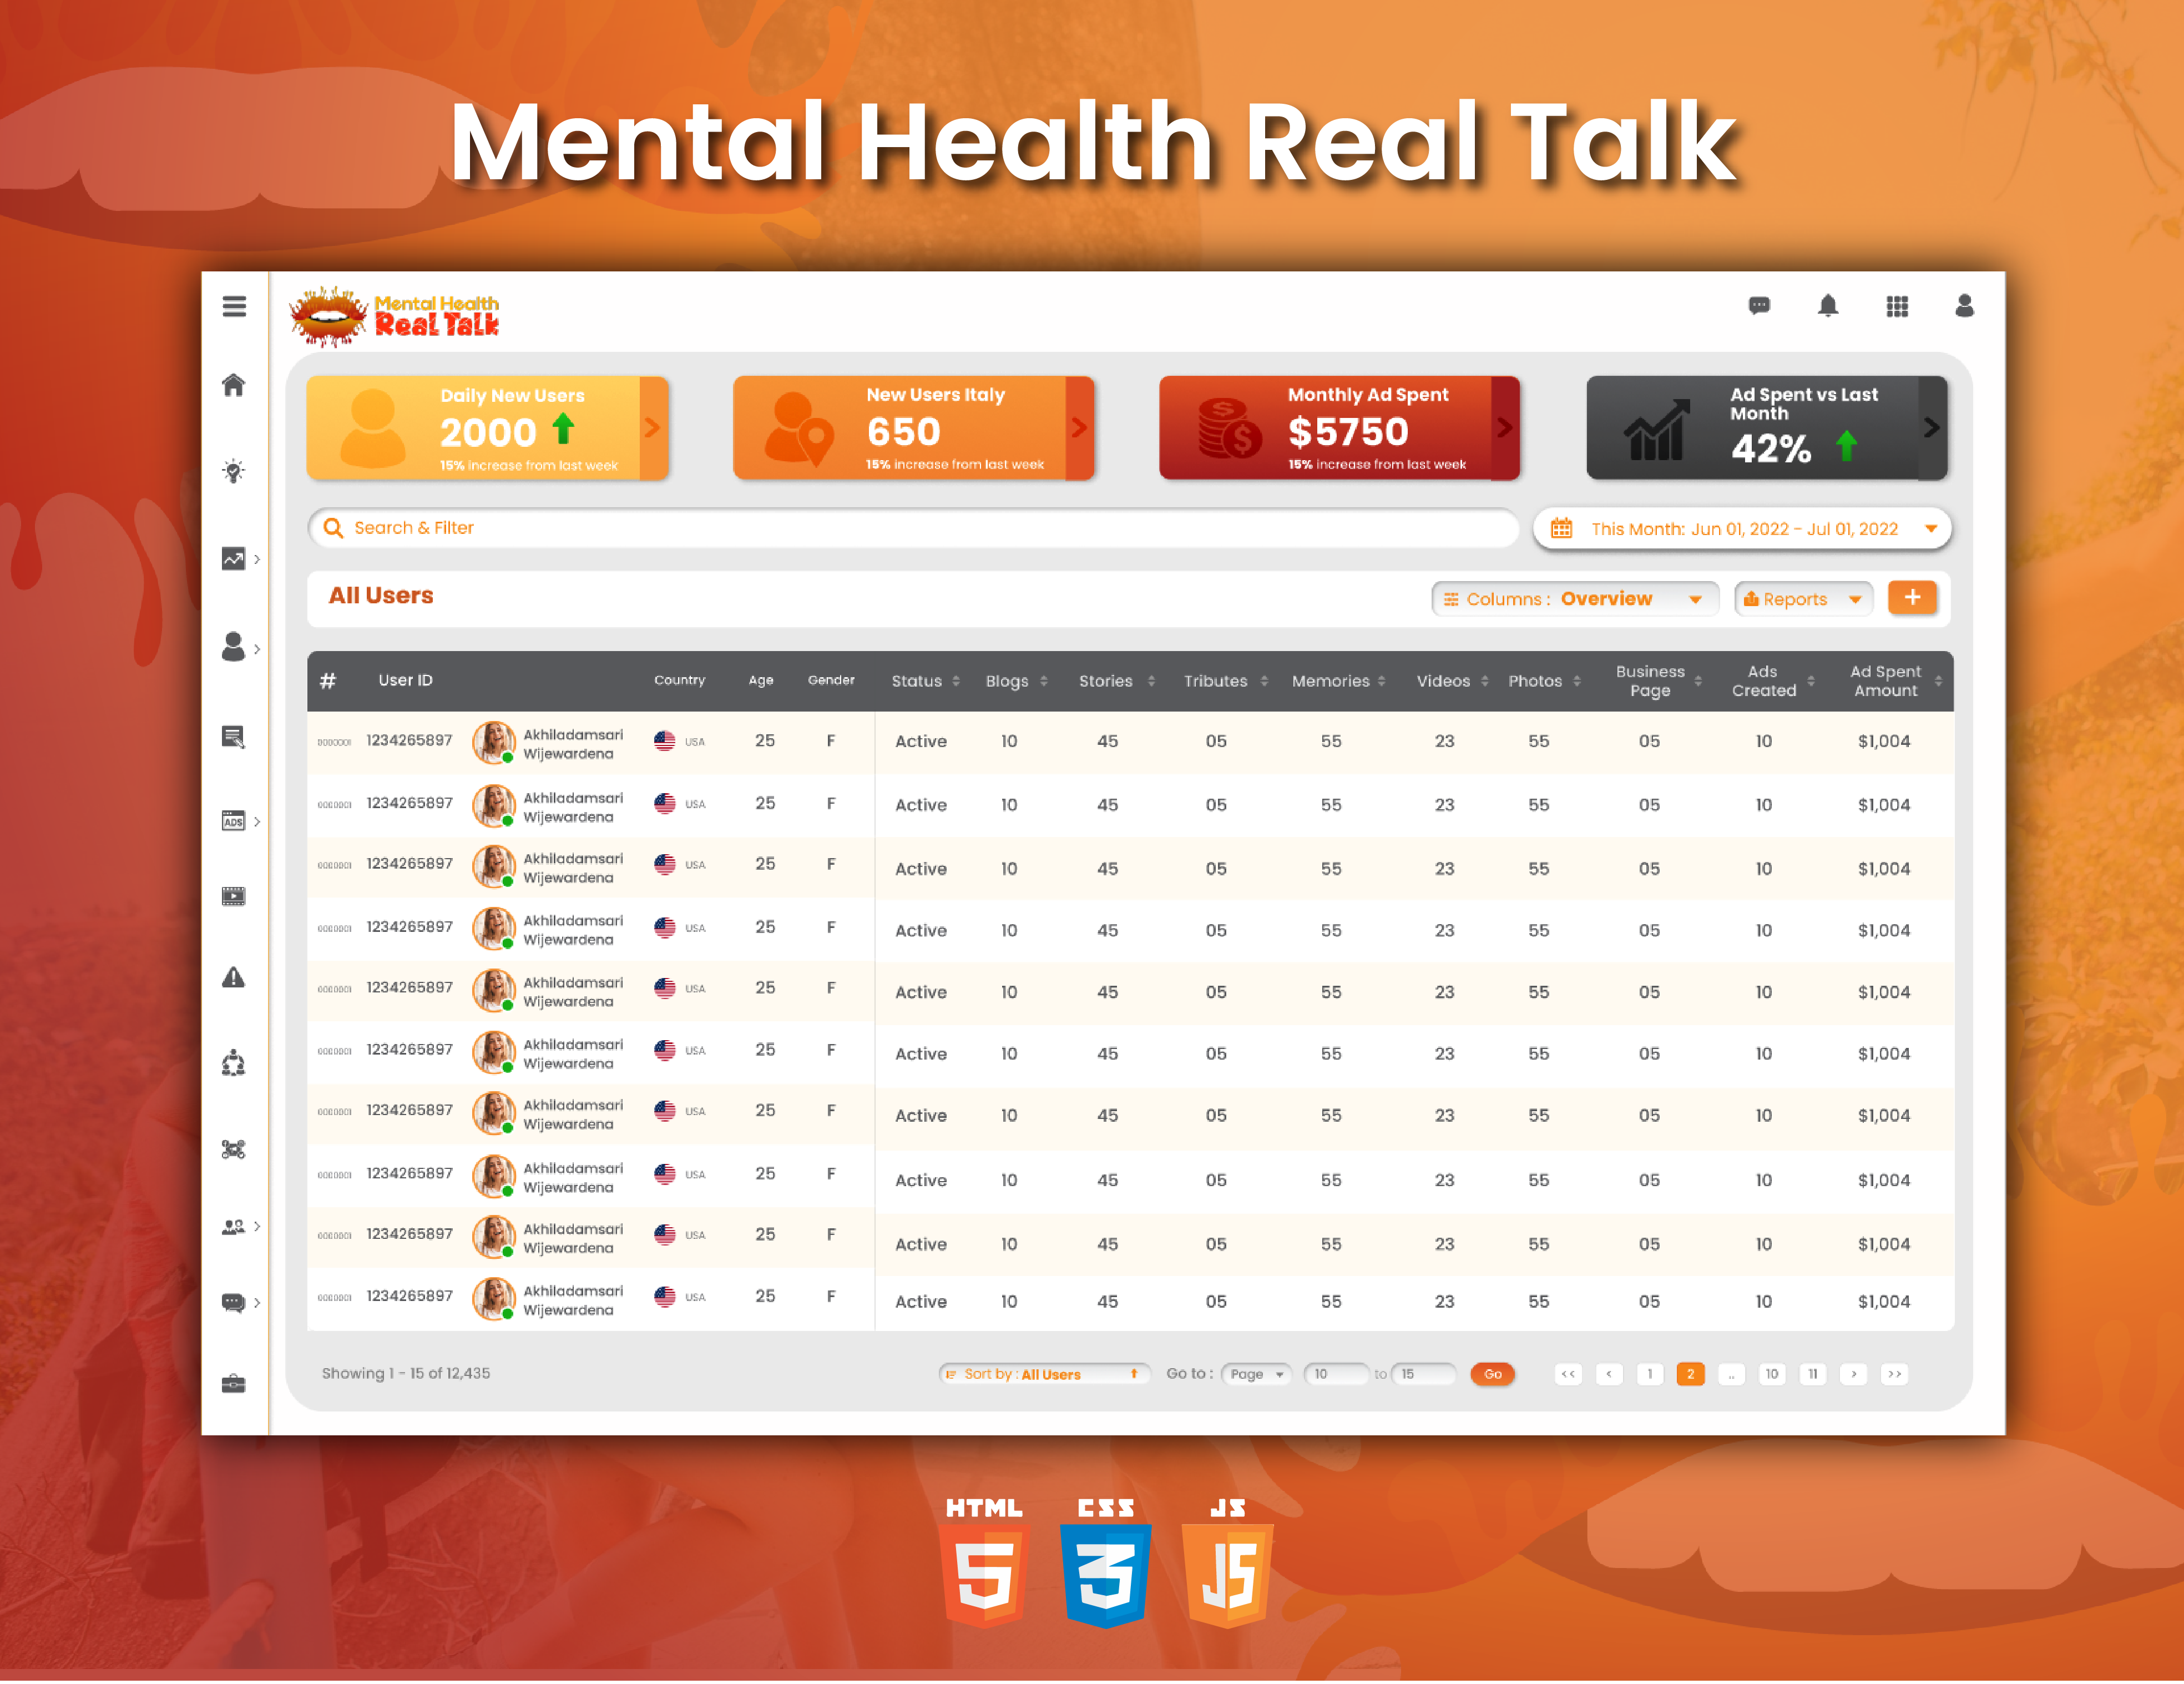 Mental Health Real Talk
Mental Health
Real Talk
Daily New Users
2000
15% increase from last week
New Users Italy
650
15% increase from last week
Monthly Ad Spent
$5750
15% increase from last week
Ad Spent vs Last
Month
42%
Search & Filter
This Month: Jun 01, 2022 - Jul 01, 2022
All Users
Columns : Overview
Reports
+
# User ID Country Age Gender Status Blogs Stories Tributes Memories Videos Photos Business Page Ads Created Ad Spent Amount
0000001 1234265897 Akhiladamsari Wijewardena USA 25 F Active 10 45 05 55 23 55 05 10 $1,004
0000001 1234265897 Akhiladamsari Wijewardena USA 25 F Active 10 45 05 55 23 55 05 10 $1,004
0000001 1234265897 Akhiladamsari Wijewardena USA 25 F Active 10 45 05 55 23 55 05 10 $1,004
0000001 1234265897 Akhiladamsari Wijewardena USA 25 F Active 10 45 05 55 23 55 05 10 $1,004
0000001 1234265897 Akhiladamsari Wijewardena USA 25 F Active 10 45 05 55 23 55 05 10 $1,004
0000001 1234265897 Akhiladamsari Wijewardena USA 25 F Active 10 45 05 55 23 55 05 10 $1,004
0000001 1234265897 Akhiladamsari Wijewardena USA 25 F Active 10 45 05 55 23 55 05 10 $1,004
0000001 1234265897 Akhiladamsari Wijewardena USA 25 F Active 10 45 05 55 23 55 05 10 $1,004
0000001 1234265897 Akhiladamsari Wijewardena USA 25 F Active 10 45 05 55 23 55 05 10 $1,004
0000001 1234265897 Akhiladamsari Wijewardena USA 25 F Active 10 45 05 55 23 55 05 10 $1,004
ADS
Showing 1 - 15 of 12,435
Sort by : All Users
Go to : Page 10 to 15 Go
<< < 1 2 .. 10 11 > >>
HTML CSS JS
5 3 JS